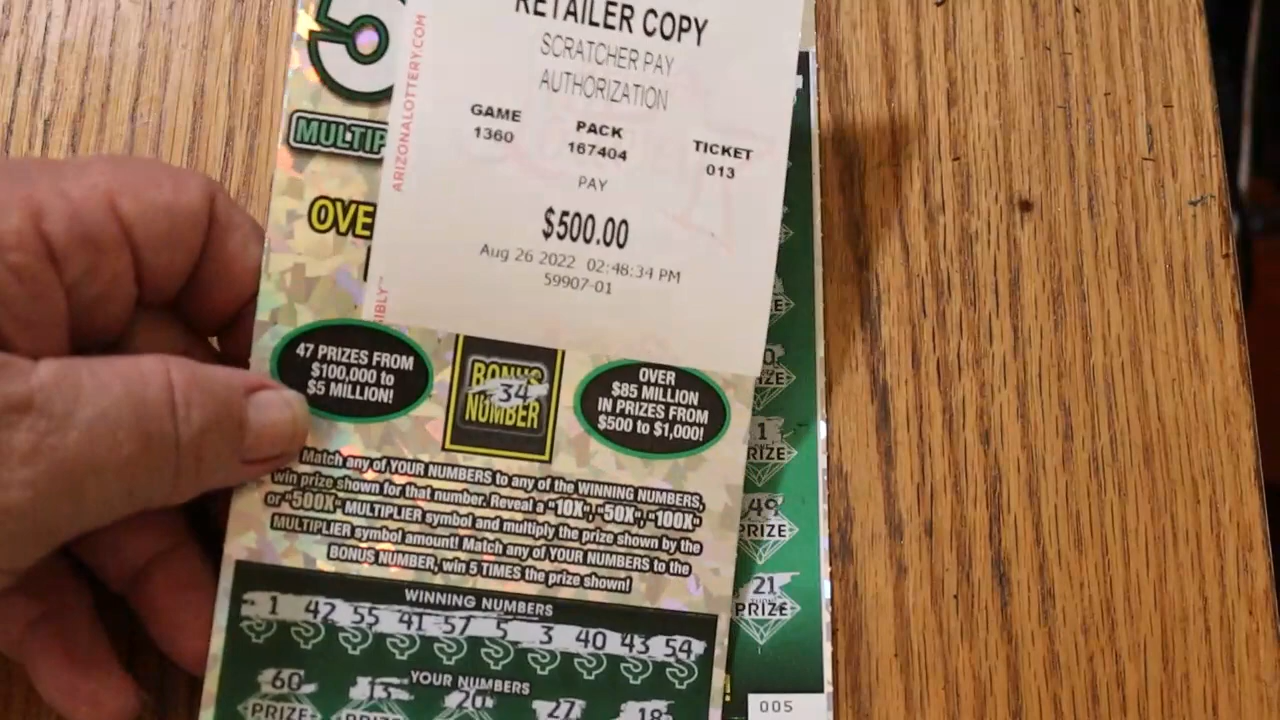 5
RETAILER COPY
SCRATCHER PAY
AUTHORIZATION
GAME PACK TICKET
1360 167404 013
PAY
$500.00
Aug 26 2022 02:48:34 PM
59907-01
ARIZONALOTTERY.COM
47 PRIZES FROM
$100,000 to
$5 MILLION!
BONUS
34
NUMBER
OVER
$85 MILLION
IN PRIZES FROM
$500 to $1,000!
Match any of YOUR NUMBERS to any of the WINNING NUMBERS,
win prize shown for that number. Reveal a "10X", "50X", "100X"
or "500X" MULTIPLIER symbol and multiply the prize shown by the
MULTIPLIER symbol amount! Match any of YOUR NUMBERS to the
BONUS NUMBER, win 5 TIMES the prize shown!
WINNING NUMBERS
1 42 55 41 57 5 3 40 43 54
$ $ $ $ $ $ $ $ $ $
YOUR NUMBERS
60 13 20 27 18
PRIZE PRIZE
1
49
PRIZE
21
PRIZE
005